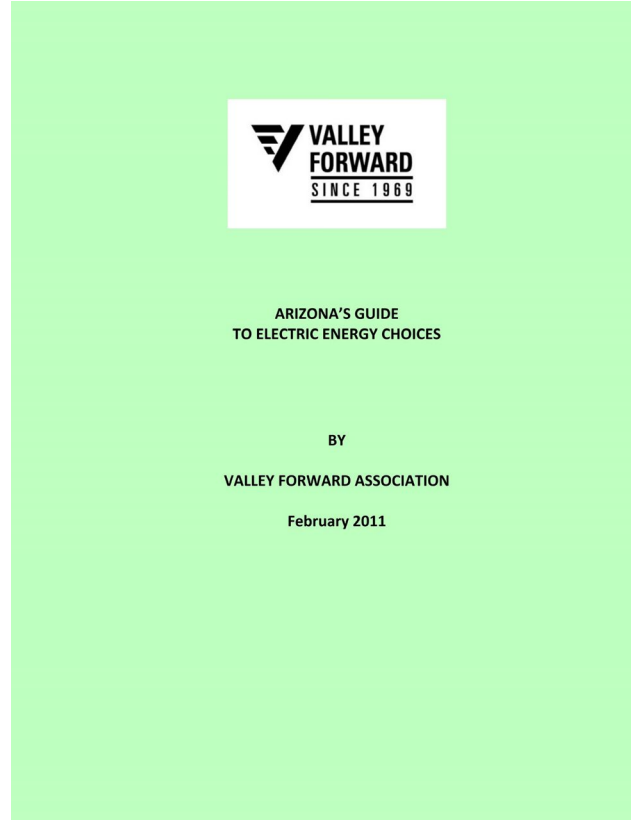 VALLEY
FORWARD
SINCE 1969
ARIZONA’S GUIDE
TO ELECTRIC ENERGY CHOICES
BY
VALLEY FORWARD ASSOCIATION
February 2011